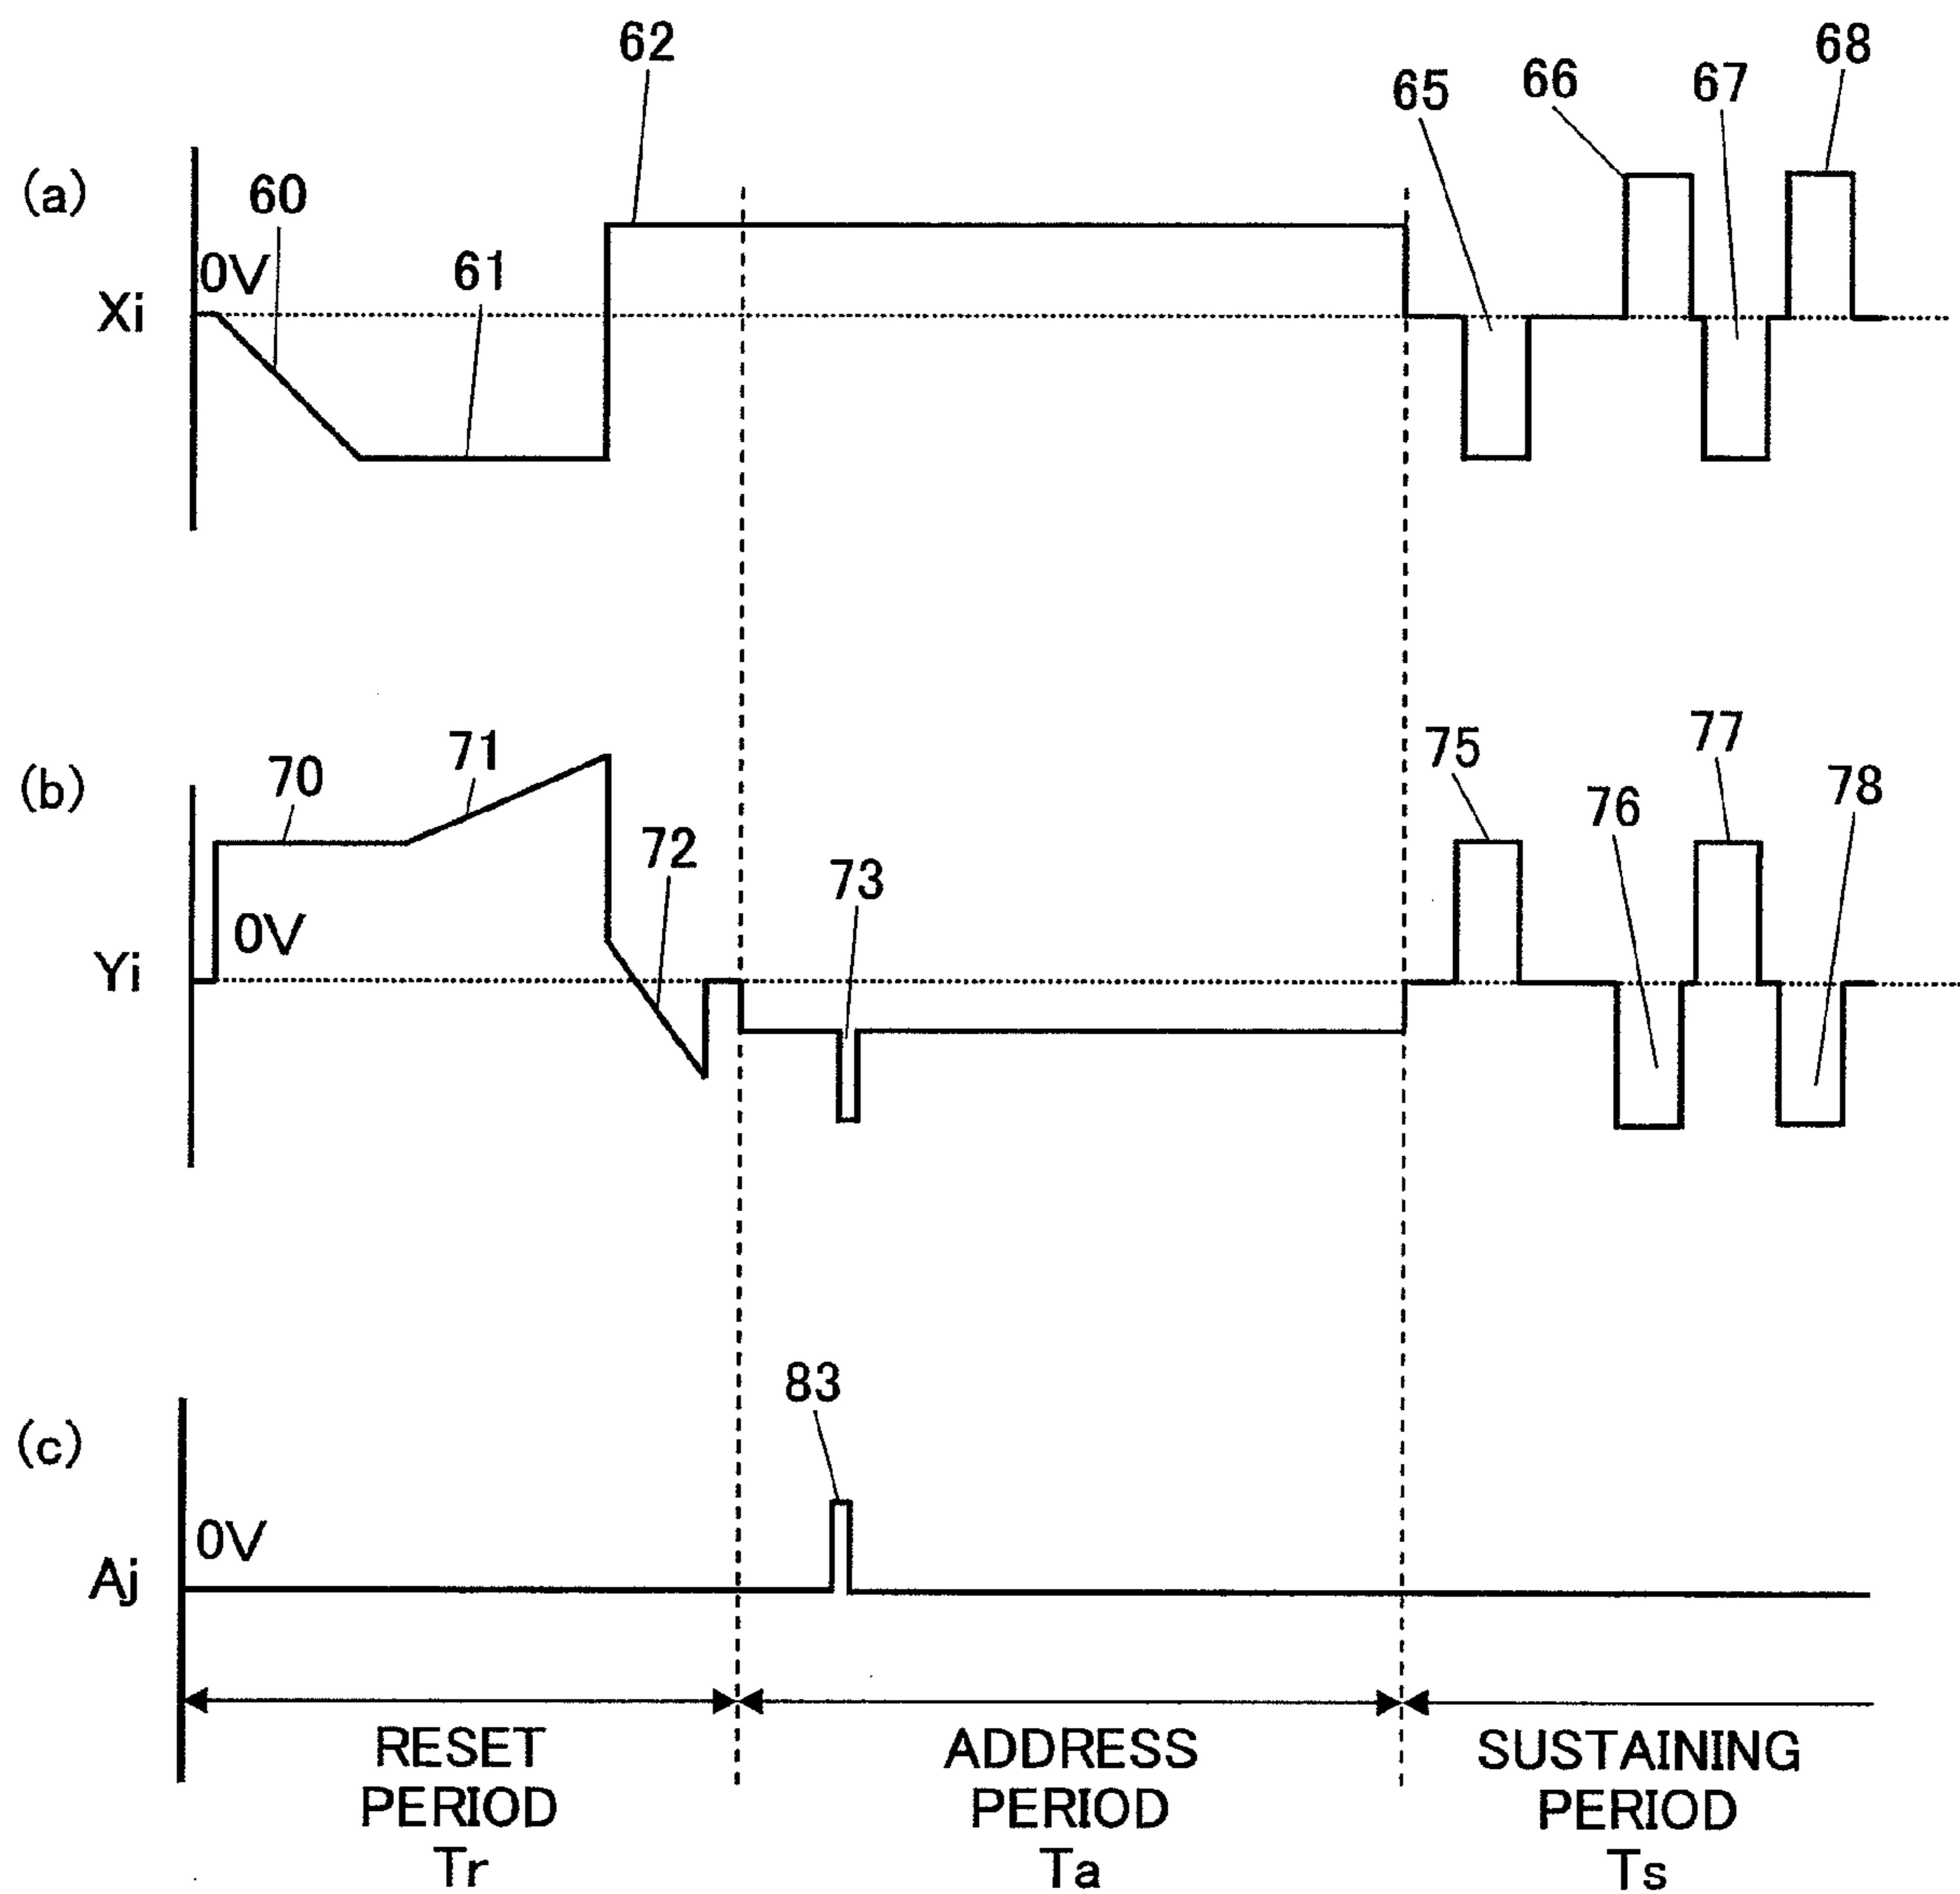 62
68
66
67
65
(a)
60
0V
61
Xi
(b)
70
71
72
73
75
77
76
78
0V
Yi
83
(c)
0V
Aj
RESET
PERIOD
Tr
ADDRESS
PERIOD
Ta
SUSTAINING
PERIOD
Ts